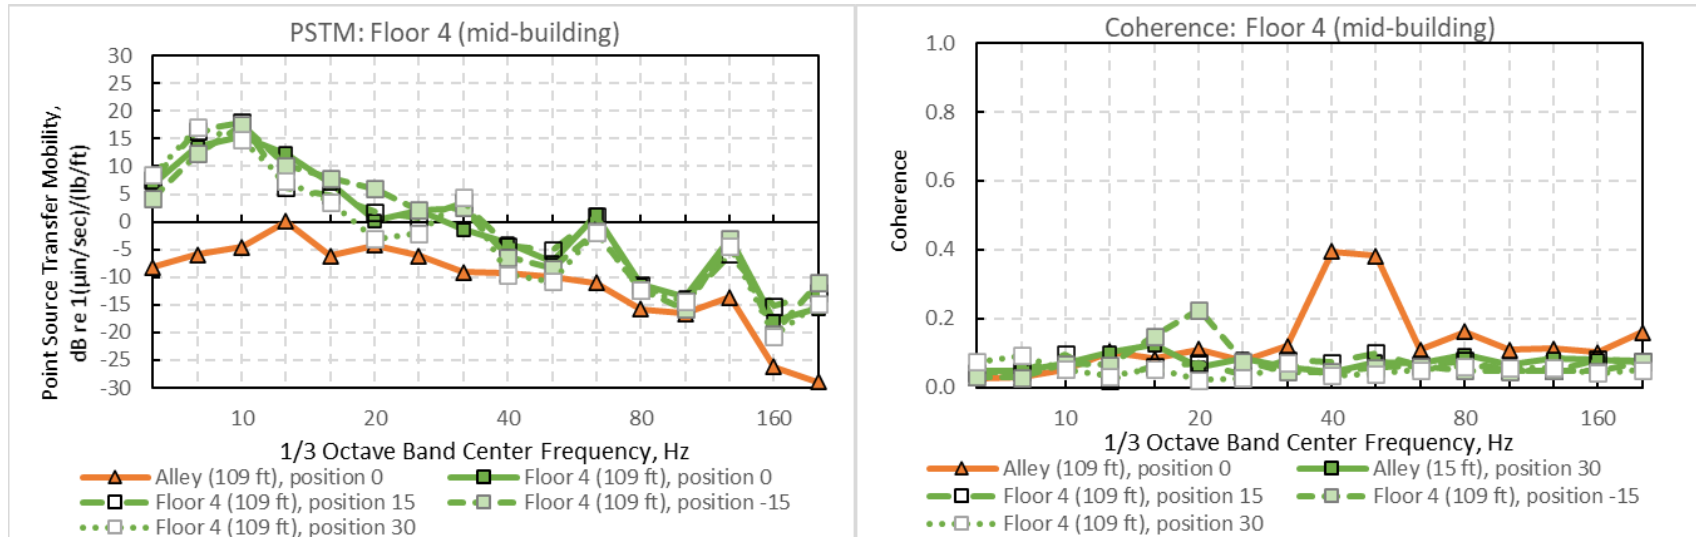 PSTM: Floor 4 (mid-building)
Point Source Transfer Mobility,
dB re 1(µin/sec)/(lb/ft)
30
25
20
15
10
5
0
-5
-10
-15
-20
-25
-30
10 20 40 80 160
1/3 Octave Band Center Frequency, Hz
Alley (109 ft), position 0 Floor 4 (109 ft), position 0
Floor 4 (109 ft), position 15 Floor 4 (109 ft), position -15
Floor 4 (109 ft), position 30
Coherence: Floor 4 (mid-building)
Coherence
1.0
0.8
0.6
0.4
0.2
0.0
10 20 40 80 160
1/3 Octave Band Center Frequency, Hz
Alley (109 ft), position 0 Alley (15 ft), position 30
Floor 4 (109 ft), position 15 Floor 4 (109 ft), position -15
Floor 4 (109 ft), position 30